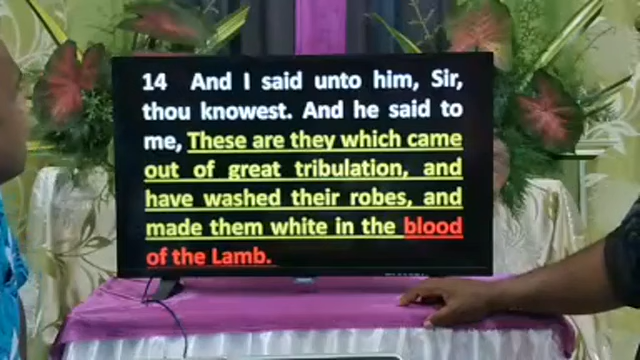 14 And I said unto him, Sir,
thou knowest. And he said to
me, These are they which came
out of great tribulation, and
have washed their robes, and
made them white in the blood
of the Lamb.